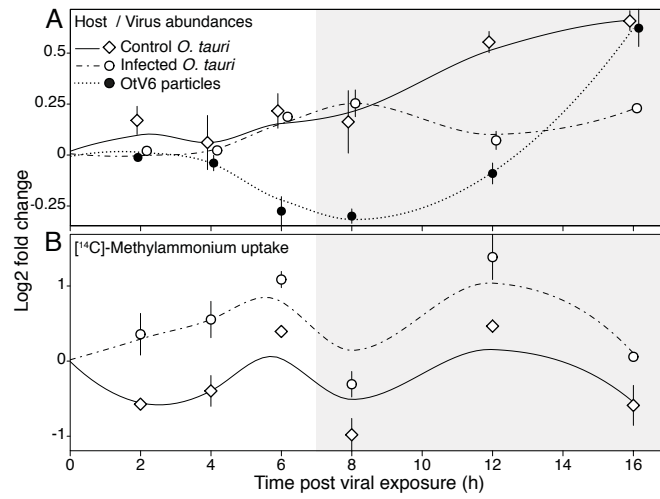 A
Host / Virus abundances
Control O. tauri
Infected O. tauri
OtV6 particles
0.5
0.25
0
-0.25
Log2 fold change
B
[¹⁴C]-Methylammonium uptake
1
0
-1
0 2 4 6 8 10 12 14 16
Time post viral exposure (h)